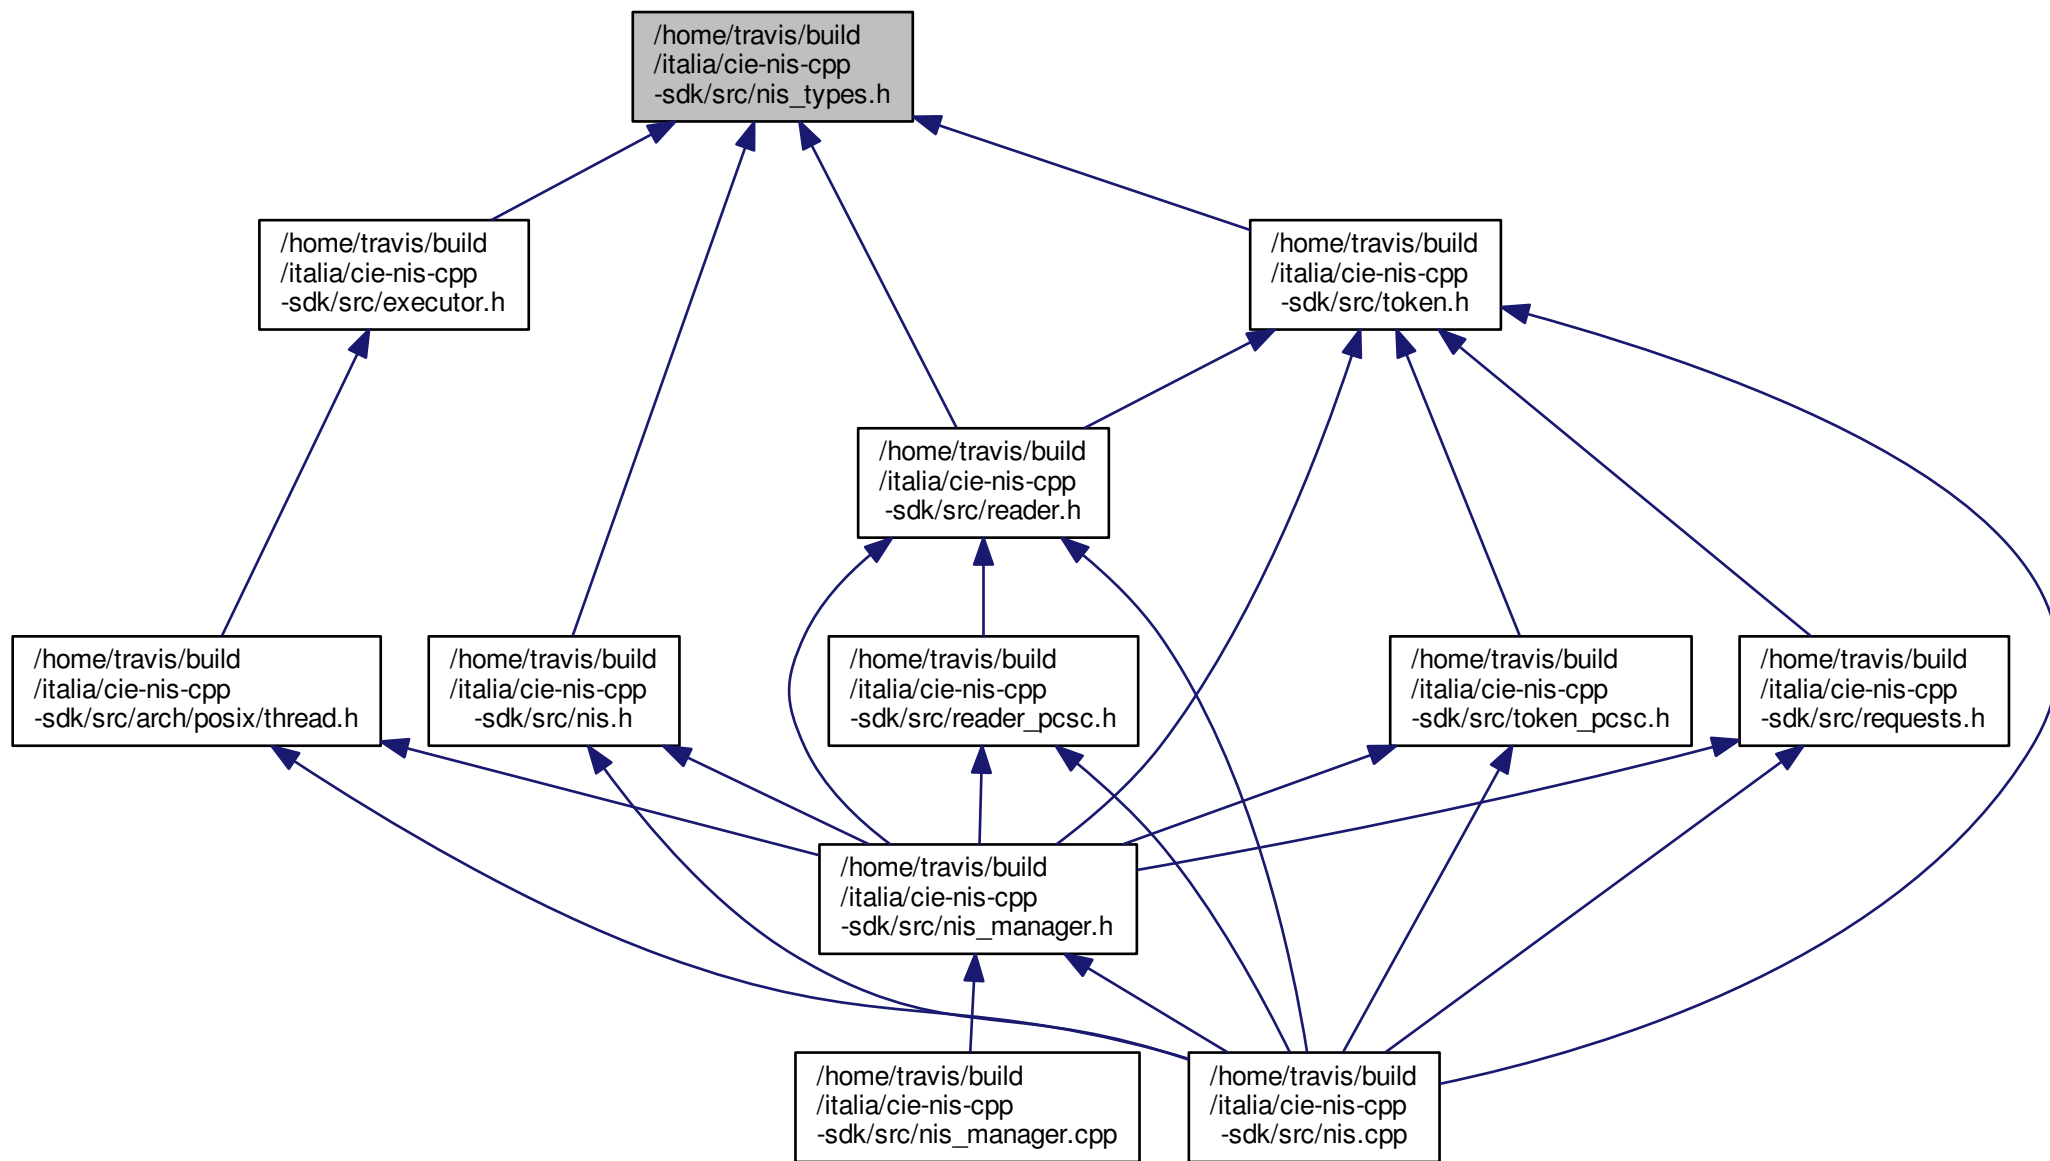 /home/travis/build
/italia/cie-nis-cpp
-sdk/src/nis_types.h
/home/travis/build
/italia/cie-nis-cpp
-sdk/src/executor.h
/home/travis/build
/italia/cie-nis-cpp
-sdk/src/token.h
/home/travis/build
/italia/cie-nis-cpp
-sdk/src/reader.h
/home/travis/build
/italia/cie-nis-cpp
-sdk/src/arch/posix/thread.h
/home/travis/build
/italia/cie-nis-cpp
-sdk/src/nis.h
/home/travis/build
/italia/cie-nis-cpp
-sdk/src/reader_pcsc.h
/home/travis/build
/italia/cie-nis-cpp
-sdk/src/token_pcsc.h
/home/travis/build
/italia/cie-nis-cpp
-sdk/src/requests.h
/home/travis/build
/italia/cie-nis-cpp
-sdk/src/nis_manager.h
/home/travis/build
/italia/cie-nis-cpp
-sdk/src/nis_manager.cpp
/home/travis/build
/italia/cie-nis-cpp
-sdk/src/nis.cpp